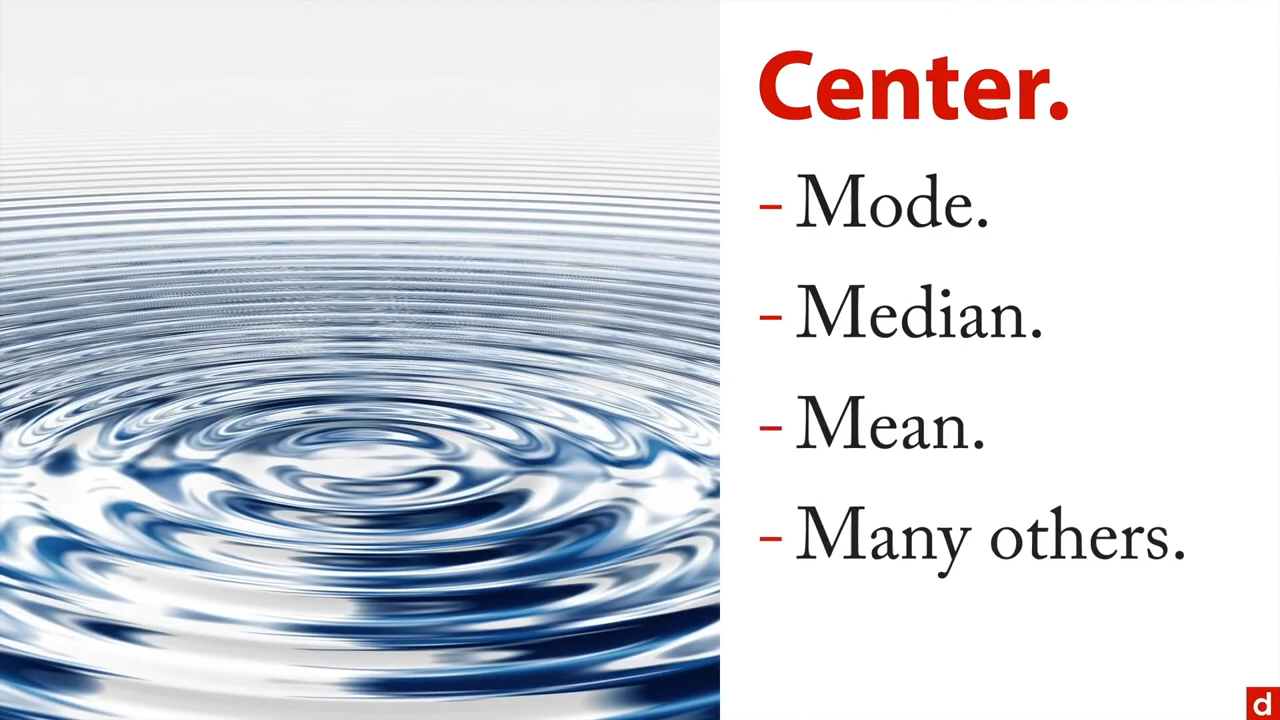 Center.
- Mode.
- Median.
- Mean.
- Many others.
d